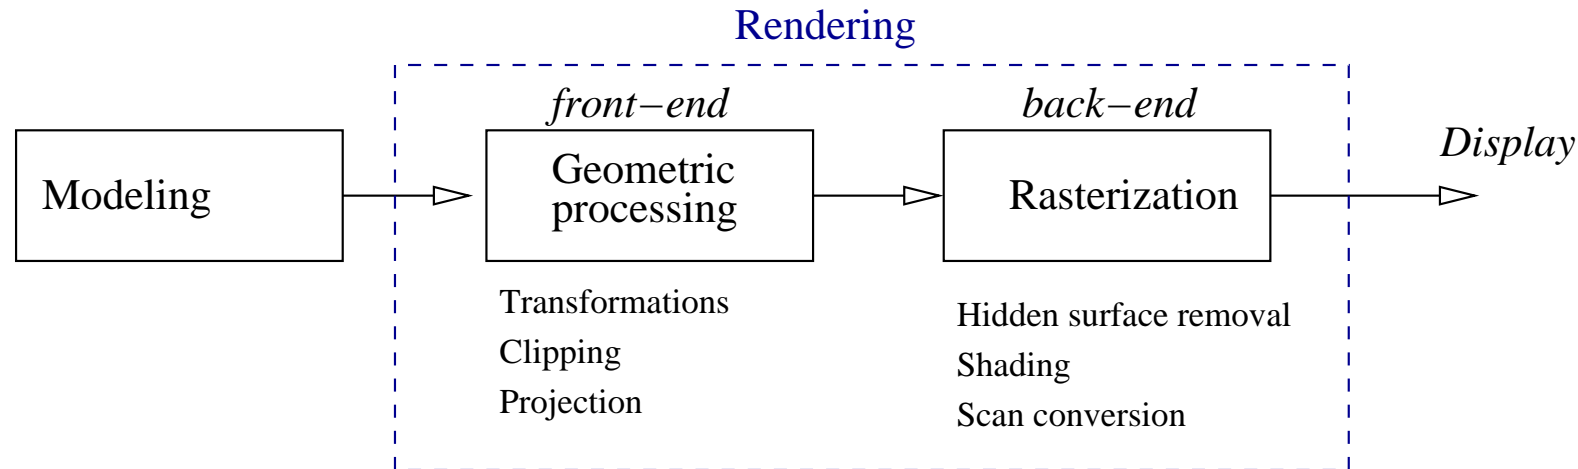 Rendering
front−end
back−end
Display
Modeling
Geometric
processing
Rasterization
Transformations
Clipping
Projection
Hidden surface removal
Shading
Scan conversion